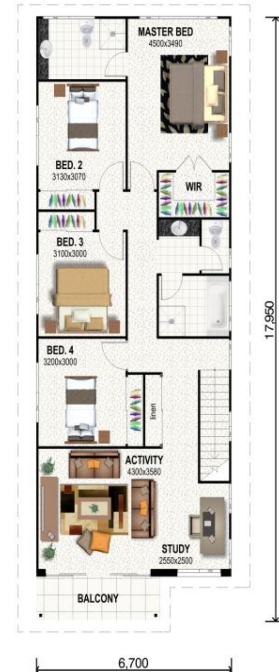 MASTER BED
4500x3490
BED. 2
3130x3070
WIR
BED. 3
3100x3000
17,950
BED. 4
3200x3000
linen
ACTIVITY
4300x3580
STUDY
2550x2500
BALCONY
6,700